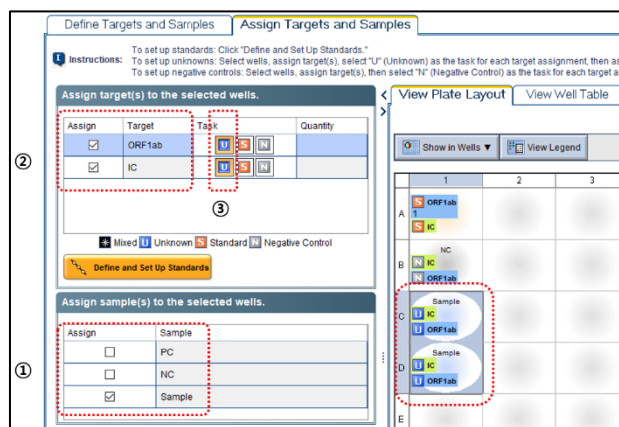 Define Targets and Samples
Assign Targets and Samples
Instructions:
To set up standards: Click "Define and Set Up Standards."
To set up unknowns: Select wells, assign target(s), select "U" (Unknown) as the task for each target assignment, then as
To set up negative controls: Select wells, assign target(s), then select "N" (Negative Control) as the task for each target a
Assign target(s) to the selected wells.
Assign Target Task Quantity
ORF1ab U S N
IC U S N
②
③
Mixed U Unknown S Standard N Negative Control
Define and Set Up Standards
Assign sample(s) to the selected wells.
Assign Sample
PC
NC
Sample
①
View Plate Layout
View Well Table
Show in Wells ▼
View Legend
1 2 3
A
S ORF1ab
1
S IC
B
NC
N IC
N ORF1ab
C
Sample
U IC
U ORF1ab
D
Sample
U IC
U ORF1ab
E